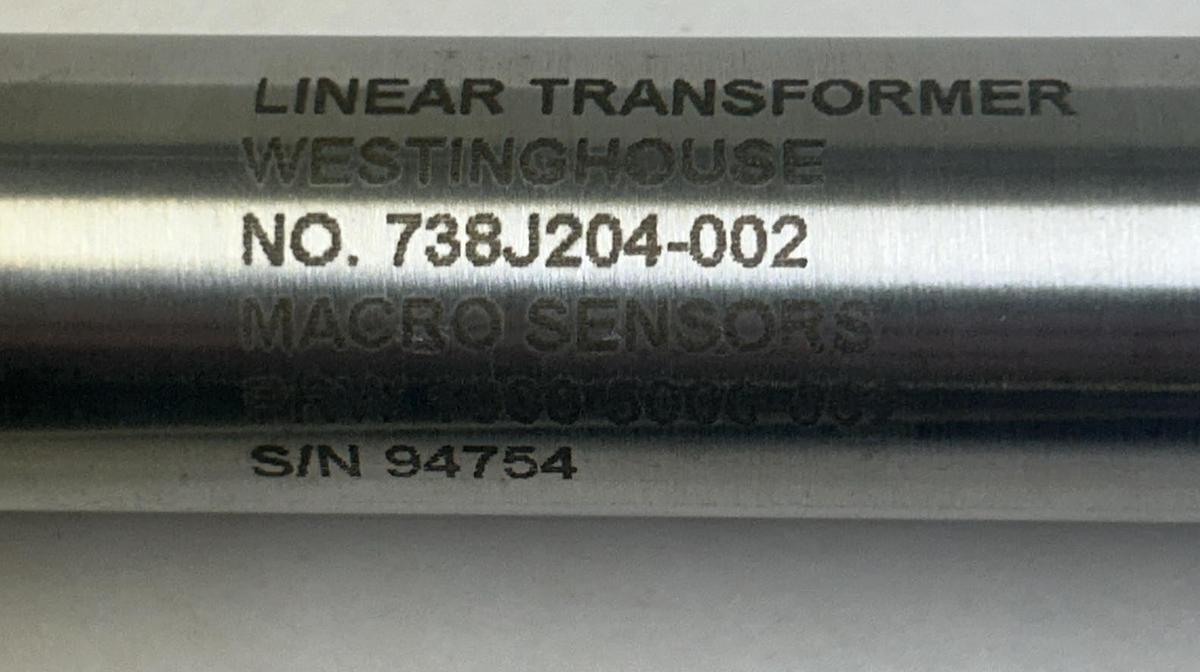 LINEAR TRANSFORMER
WESTINGHOUSE
NO. 738J204-002
MACRO SENSORS
S/N 94754